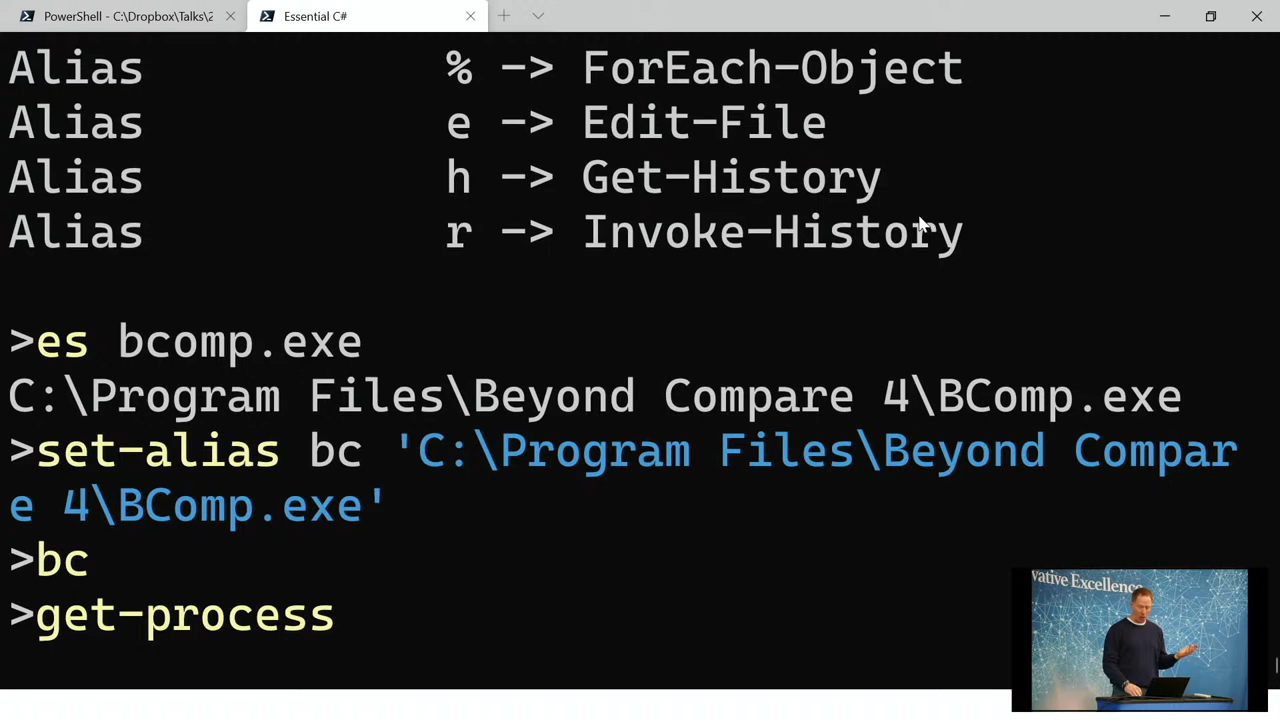 PowerShell - C:\Dropbox\Talks\2
Essential C#
Alias % -> ForEach-Object
Alias e -> Edit-File
Alias h -> Get-History
Alias r -> Invoke-History
>es bcomp.exe
C:\Program Files\Beyond Compare 4\BComp.exe
>set-alias bc 'C:\Program Files\Beyond Compar
e 4\BComp.exe'
>bc
>get-process
vative Excellence